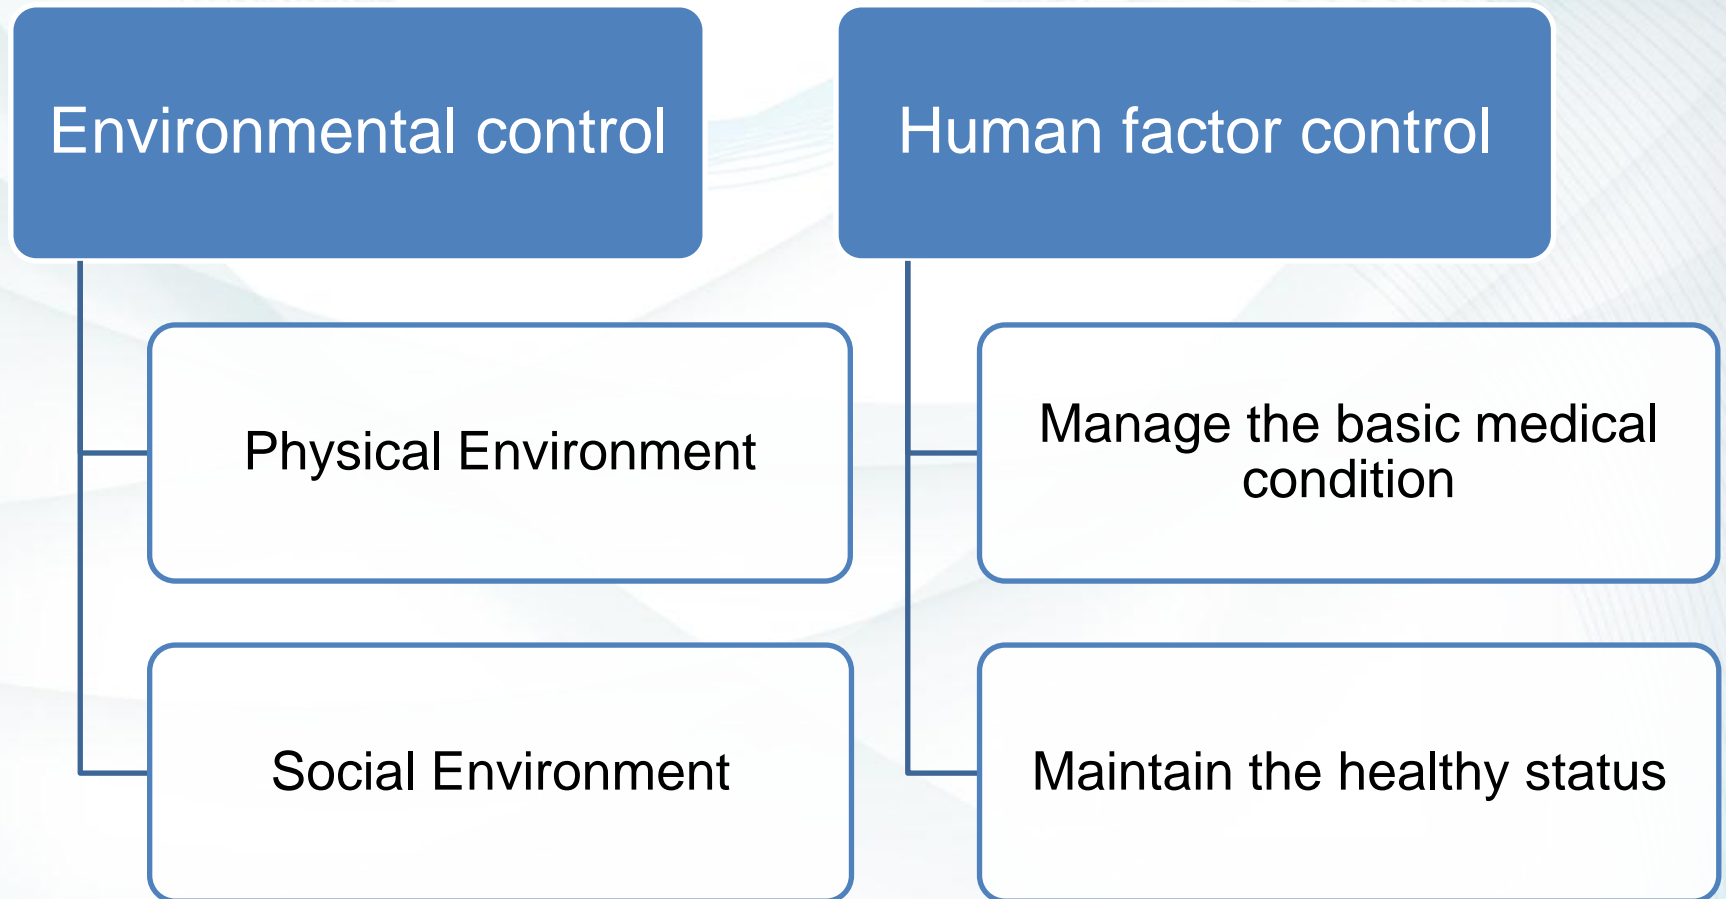 Environmental control
Physical Environment
Social Environment
Human factor control
Manage the basic medical
condition
Maintain the healthy status